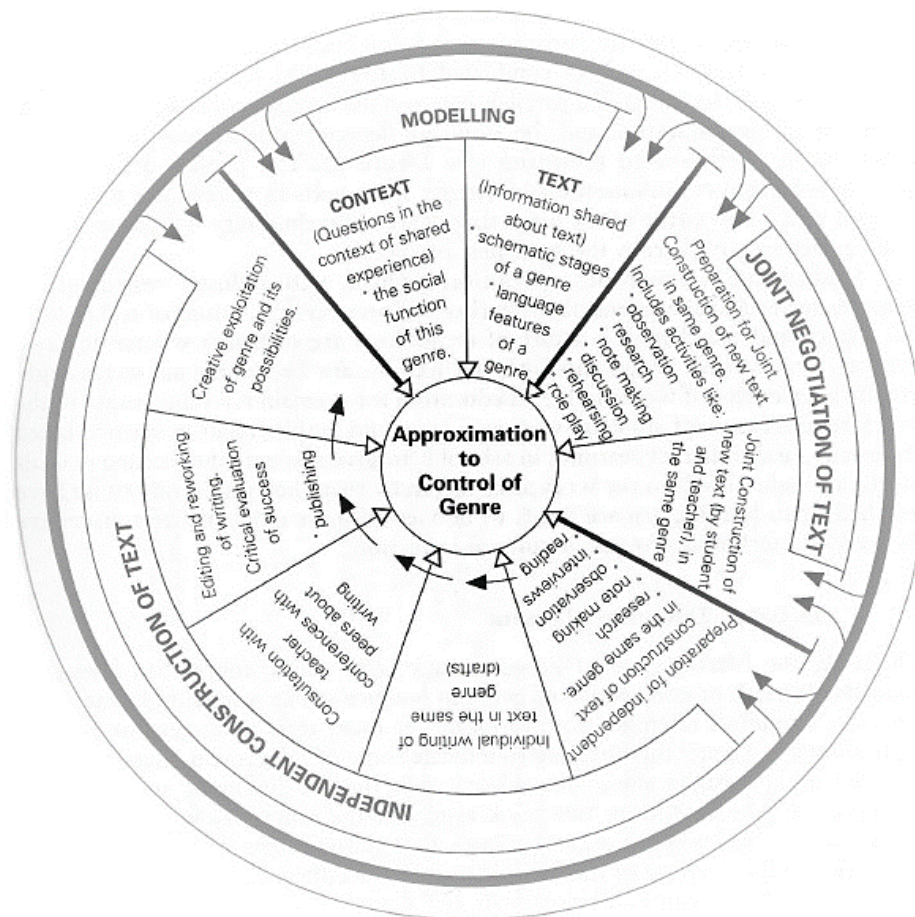 MODELLING
CONTEXT
(Questions in the
context of shared
experience)
· the social
function
of this
genre.
TEXT
(Information shared
about text)
· schematic stages
of a genre
· language
features
of a
genre
JOINT NEGOTIATION OF TEXT
Preparation for Joint
Construction of new text
in same genre.
Includes activities like:
· observation
· research
· note making
· discussion,
· rehearsing
· role play
Joint Construction of
new text (by student
and teacher), in
the same genre
INDEPENDENT CONSTRUCTION OF TEXT
Preparation for independent
construction of text
in the same genre.
· research
· note making
· observation
· interviews
· reading
Individual writing of
text in the same
genre
(drafts)
Consultation with
teacher
conferences with
peers about
writing
Editing and reworking
of writing.
Critical evaluation
of success
· publishing
Creative exploitation
of genre and its
possibilities.
Approximation
to
Control of
Genre